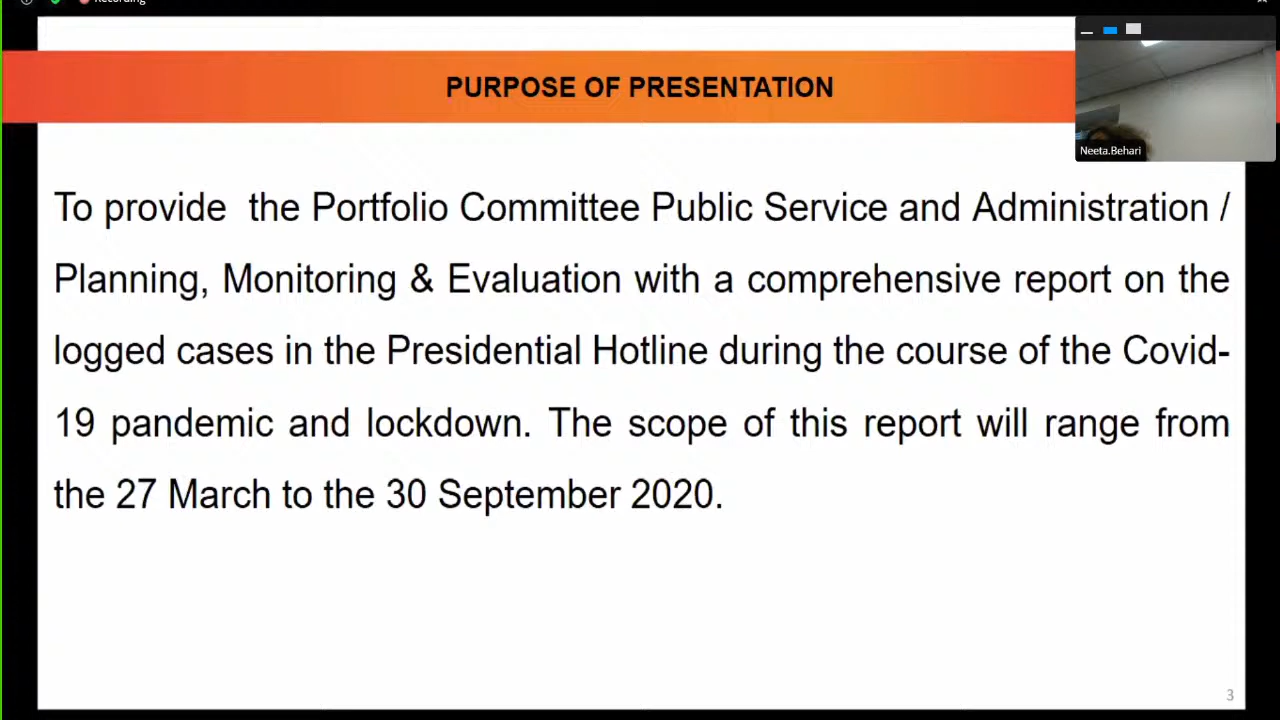 Recording
PURPOSE OF PRESENTATION
Neeta.Behari
To provide the Portfolio Committee Public Service and Administration /
Planning, Monitoring & Evaluation with a comprehensive report on the
logged cases in the Presidential Hotline during the course of the Covid-
19 pandemic and lockdown. The scope of this report will range from
the 27 March to the 30 September 2020.
3